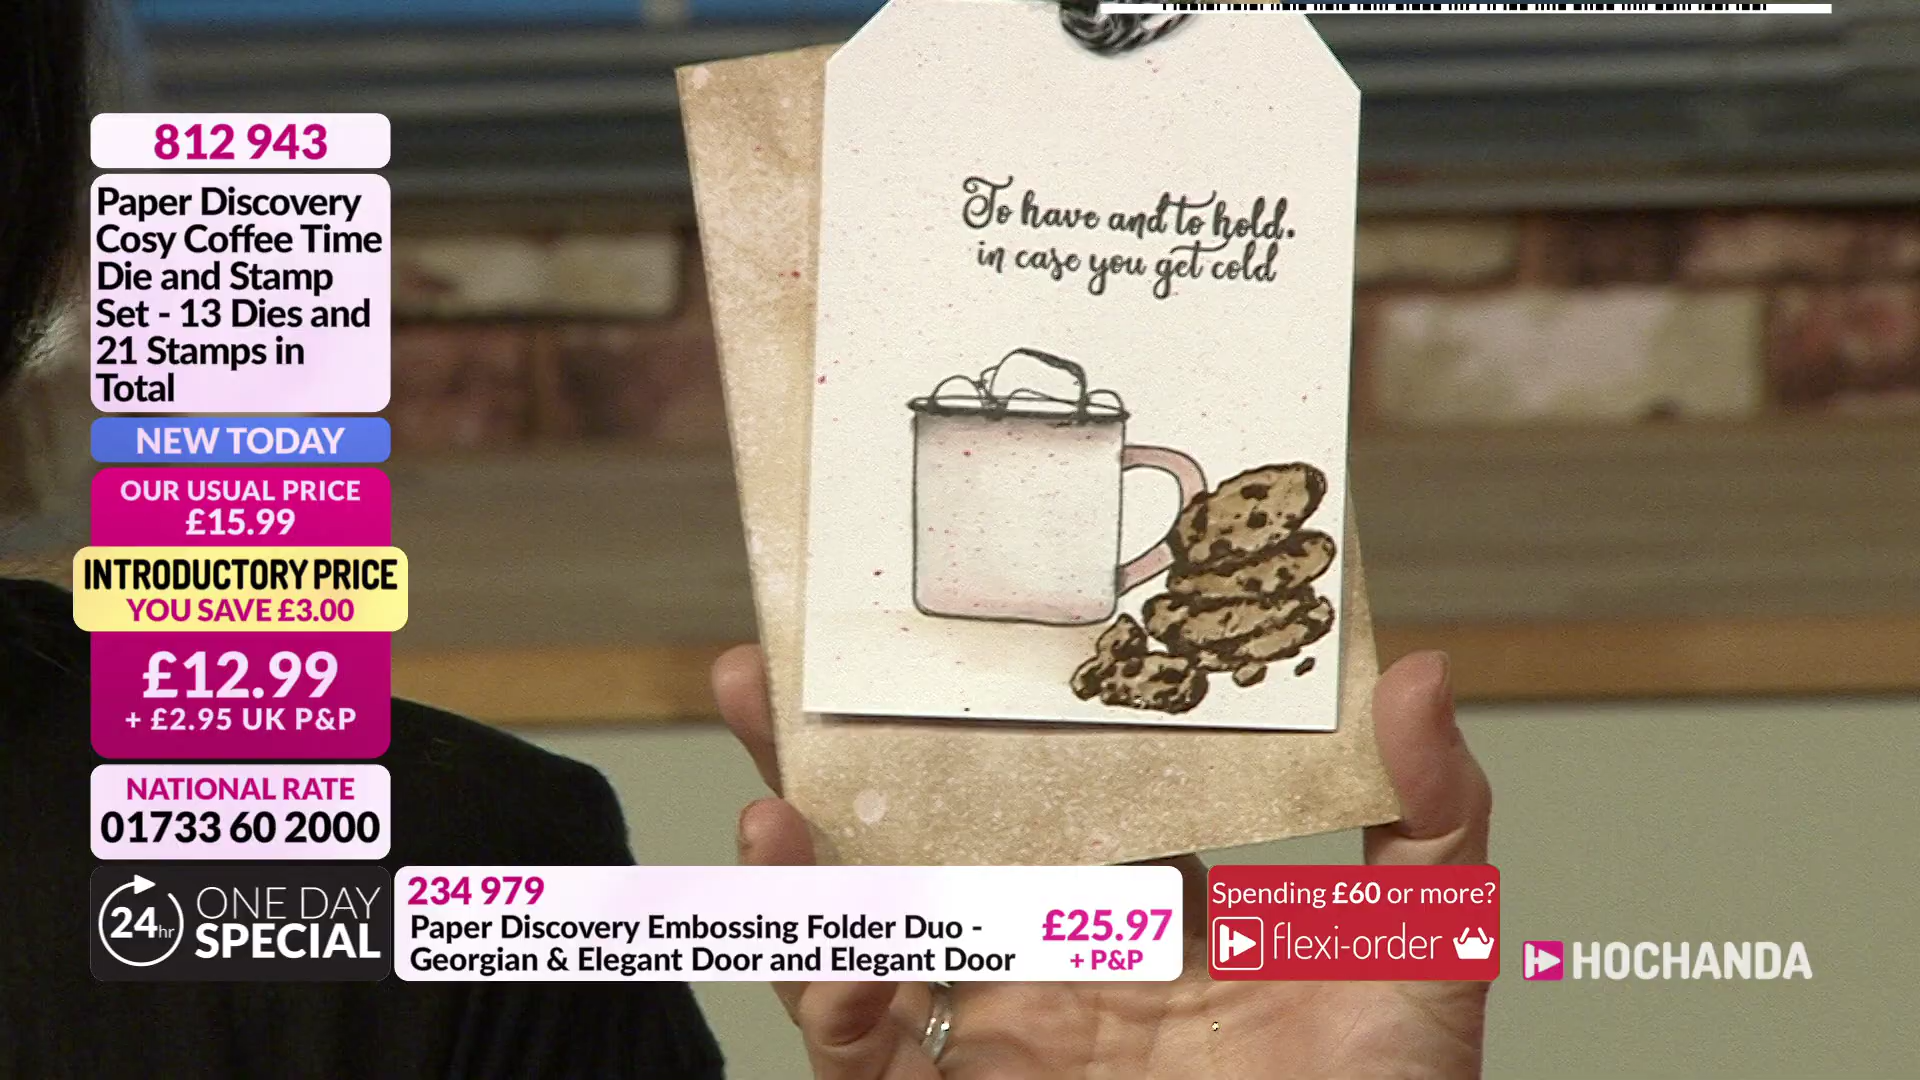 812 943
Paper Discovery
Cosy Coffee Time
Die and Stamp
Set - 13 Dies and
21 Stamps in
Total
NEW TODAY
OUR USUAL PRICE
£15.99
INTRODUCTORY PRICE
YOU SAVE £3.00
£12.99
+ £2.95 UK P&P
NATIONAL RATE
01733 60 2000
24hr
ONE DAY
SPECIAL
234 979
Paper Discovery Embossing Folder Duo -
Georgian & Elegant Door and Elegant Door
£25.97
+ P&P
Spending £60 or more?
flexi-order
HOCHANDA
To have and to hold.
in case you get cold